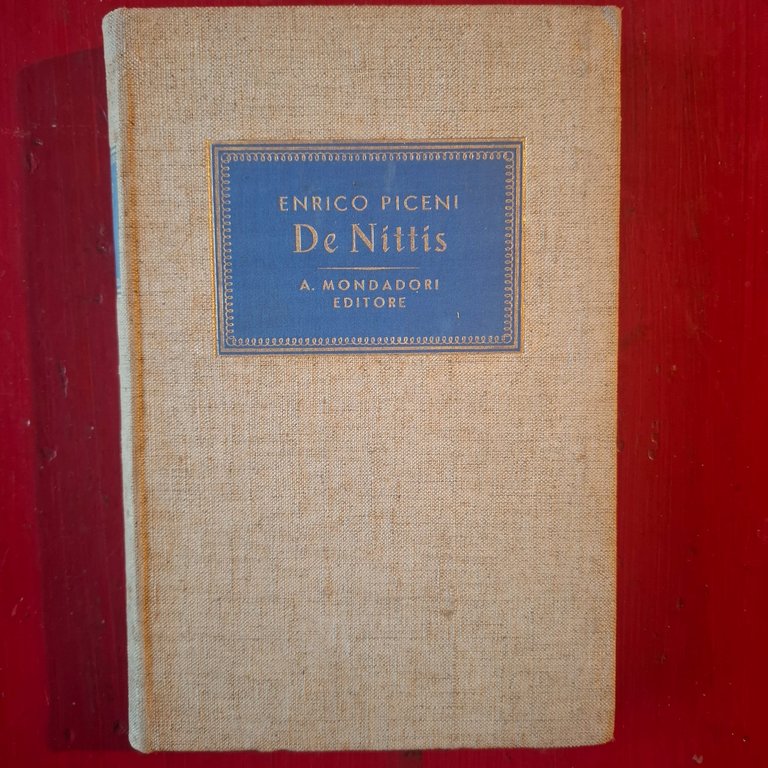 ENRICO PICENI
De Nittis
A. MONDADORI
EDITORE